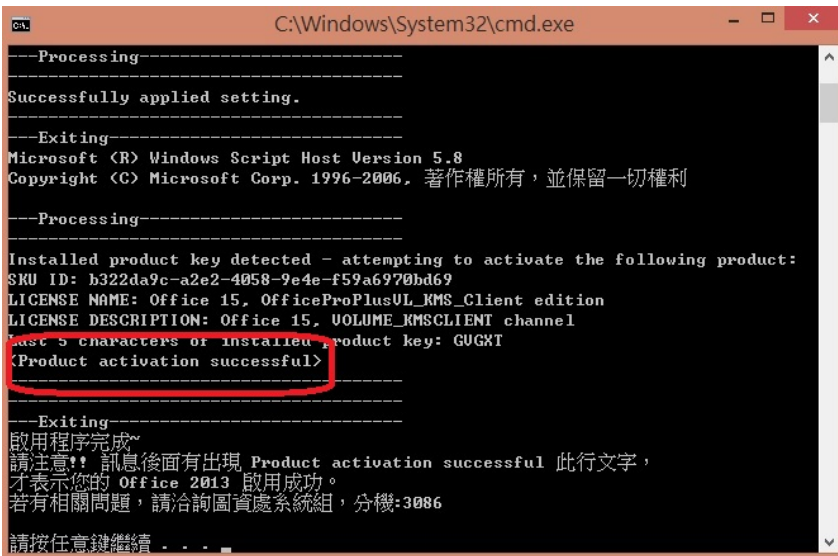 C:\Windows\System32\cmd.exe
---Processing--------------------------
---------------------------------------
Successfully applied setting.
---------------------------------------
---Exiting-----------------------------
Microsoft (R) Windows Script Host Version 5.8
Copyright (C) Microsoft Corp. 1996-2006, 著作權所有，並保留一切權利
---Processing--------------------------
---------------------------------------
Installed product key detected - attempting to activate the following product:
SKU ID: b322da9c-a2e2-4058-9e4e-f59a6970bd69
LICENSE NAME: Office 15, OfficeProPlusVL_KMS_Client edition
LICENSE DESCRIPTION: Office 15, VOLUME_KMSCLIENT channel
Last 5 characters of installed product key: GVGXT
<Product activation successful>
---------------------------------------
---------------------------------------
---Exiting-----------------------------
啟用程序完成~
請注意!! 訊息後面有出現 Product activation successful 此行文字，
才表示您的 Office 2013 啟用成功。
若有相關問題，請洽詢圖資處系統組，分機:3086
請按任意鍵繼續 . . .